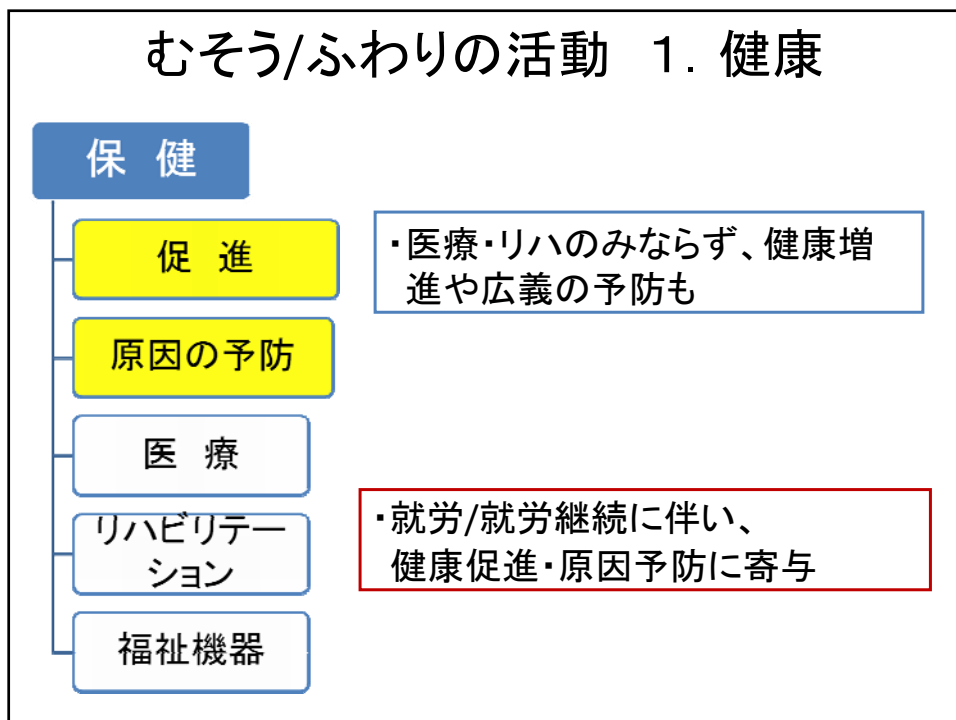 むそう/ふわりの活動　１．健康
保　健
促　進
・医療・リハのみならず、健康増
進や広義の予防も
原因の予防
医　療
リハビリテー
ション
・就労/就労継続に伴い、
健康促進・原因予防に寄与
福祉機器